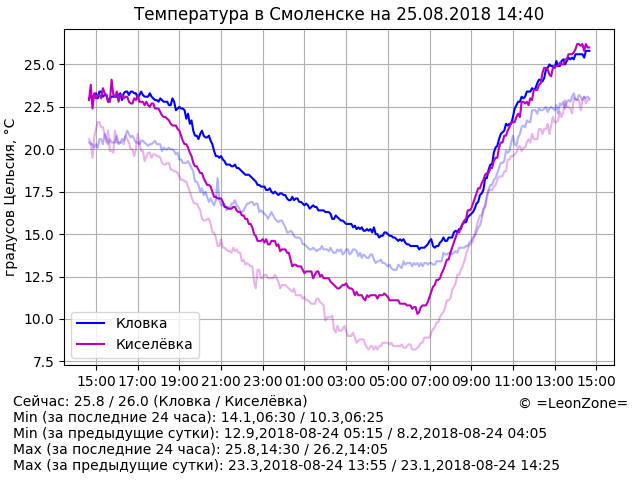 Температура в Смоленске на 25.08.2018 14:40
градусов Цельсия, °C
25.0
22.5
20.0
17.5
15.0
12.5
10.0
7.5
Кловка
Киселёвка
15:00 17:00 19:00 21:00 23:00 01:00 03:00 05:00 07:00 09:00 11:00 13:00 15:00
Сейчас: 25.8 / 26.0 (Кловка / Киселёвка)
© =LeonZone=
Min (за последние 24 часа): 14.1,06:30 / 10.3,06:25
Min (за предыдущие сутки): 12.9,2018-08-24 05:15 / 8.2,2018-08-24 04:05
Max (за последние 24 часа): 25.8,14:30 / 26.2,14:05
Max (за предыдущие сутки): 23.3,2018-08-24 13:55 / 23.1,2018-08-24 14:25